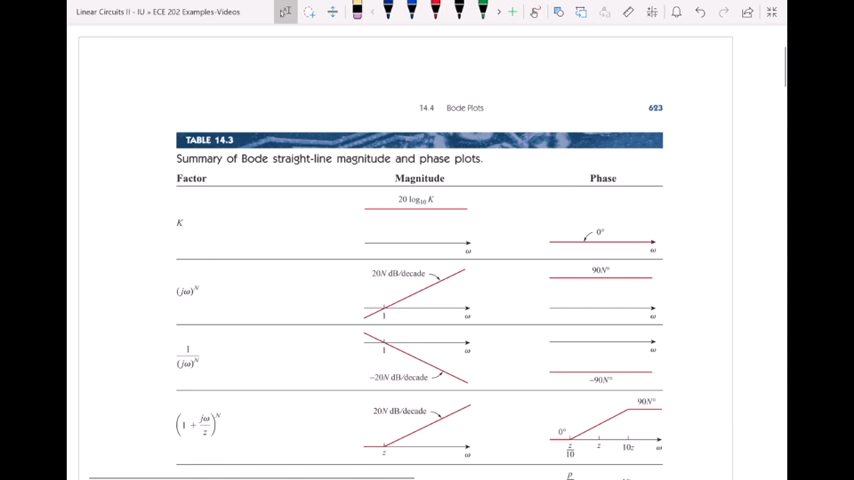 Linear Circuits II - IU » ECE 202 Examples-Videos
14.4 Bode Plots 623
TABLE 14.3
Summary of Bode straight-line magnitude and phase plots.
Factor Magnitude Phase
20 log₁₀ K
K
0°
ω ω
20N dB/decade 90N°
(jω)ᴺ
1 ω ω
1
(jω)ᴺ
1 ω ω
−20N dB/decade −90N°
20N dB/decade 90N°
(1 + jω/z)ᴺ
0°
z ω z/10 z 10z ω
p